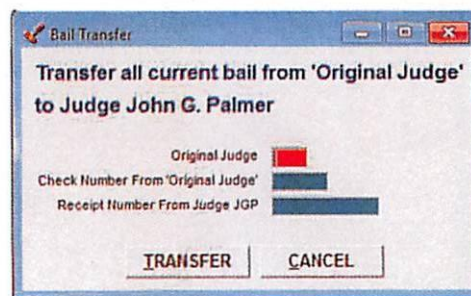 Bail Transfer
Transfer all current bail from 'Original Judge'
to Judge John G. Palmer
Original Judge
Check Number From 'Original Judge'
Receipt Number From Judge JGP
TRANSFER CANCEL